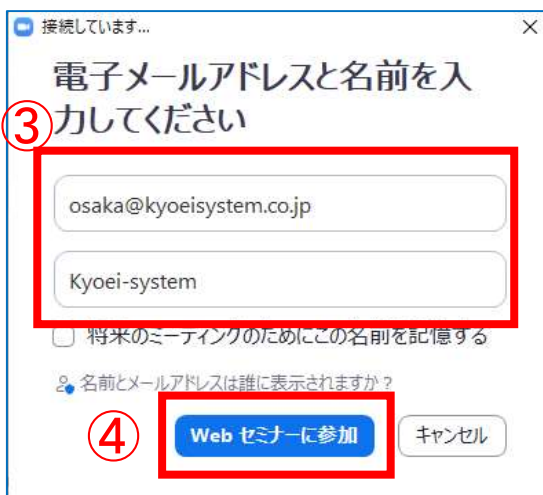 接続しています...
電子メールアドレスと名前を入
力してください
③
osaka@kyoeisystem.co.jp
Kyoei-system
将来のミーティングのためにこの名前を記憶する
名前とメールアドレスは誰に表示されますか?
④
Web セミナーに参加
キャンセル